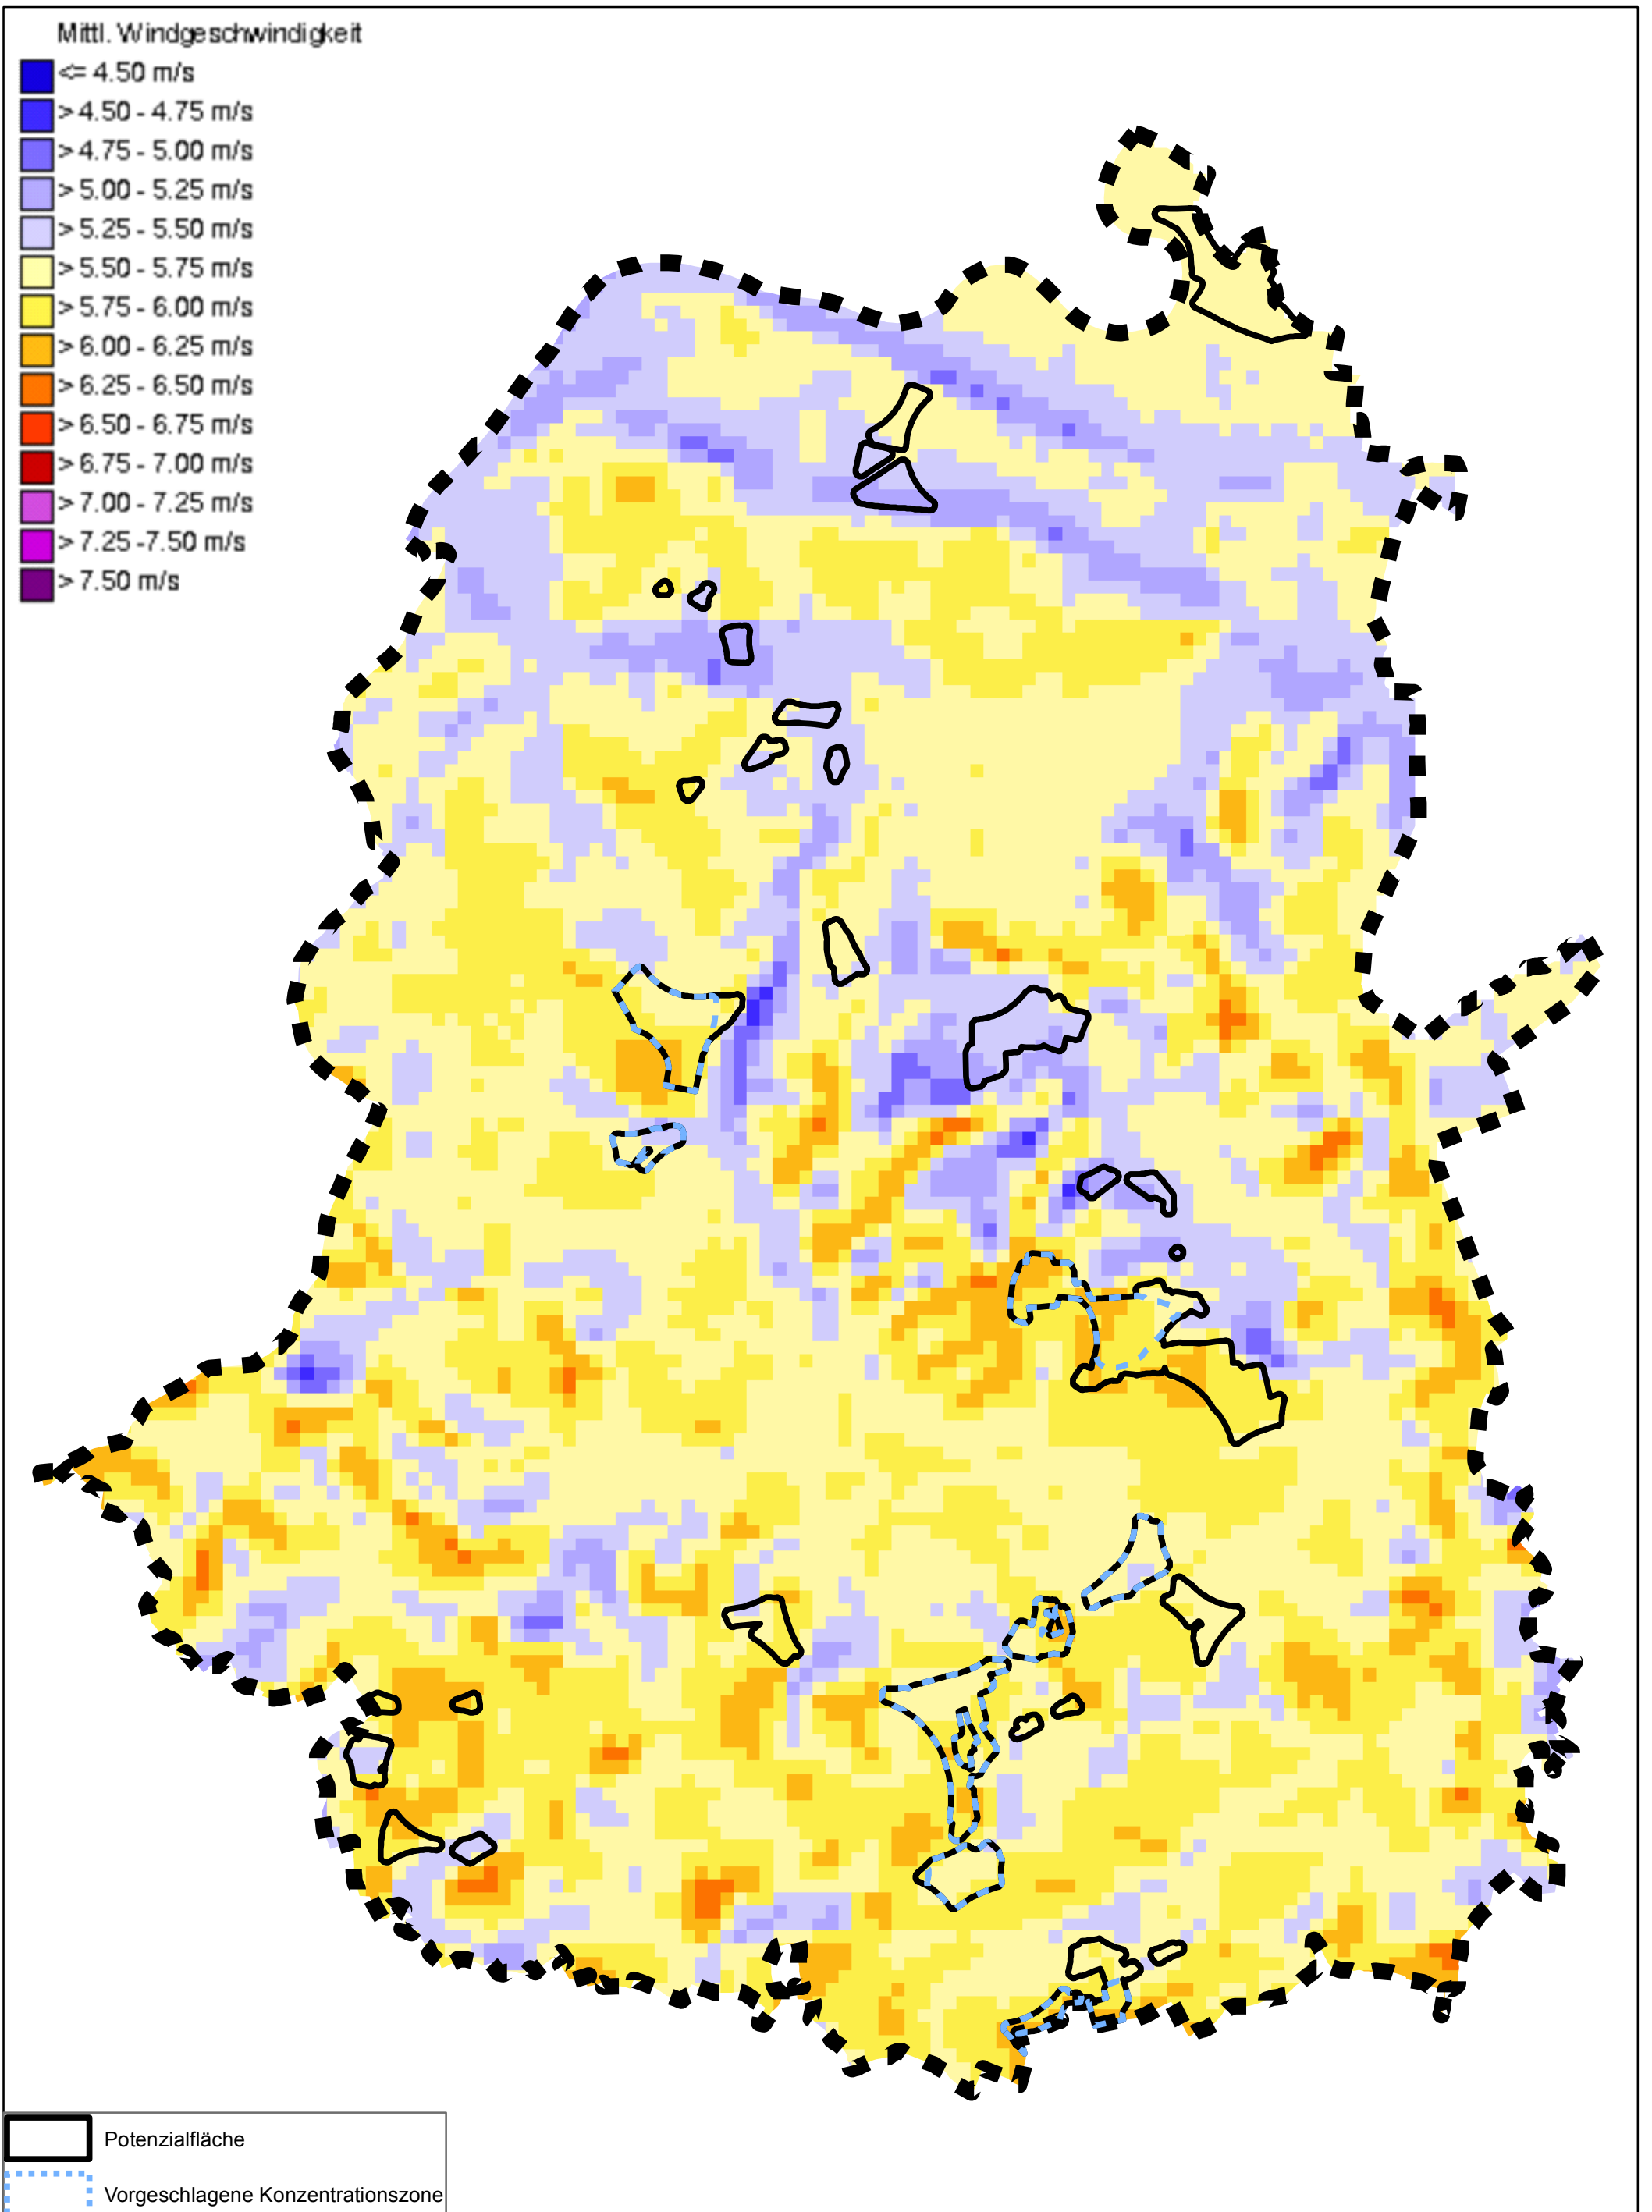 Mittl. Windgeschwindigkeit
<= 4.50 m/s
> 4.50 - 4.75 m/s
> 4.75 - 5.00 m/s
> 5.00 - 5.25 m/s
> 5.25 - 5.50 m/s
> 5.50 - 5.75 m/s
> 5.75 - 6.00 m/s
> 6.00 - 6.25 m/s
> 6.25 - 6.50 m/s
> 6.50 - 6.75 m/s
> 6.75 - 7.00 m/s
> 7.00 - 7.25 m/s
> 7.25 -7.50 m/s
> 7.50 m/s
Potenzialfläche
Vorgeschlagene Konzentrationszone